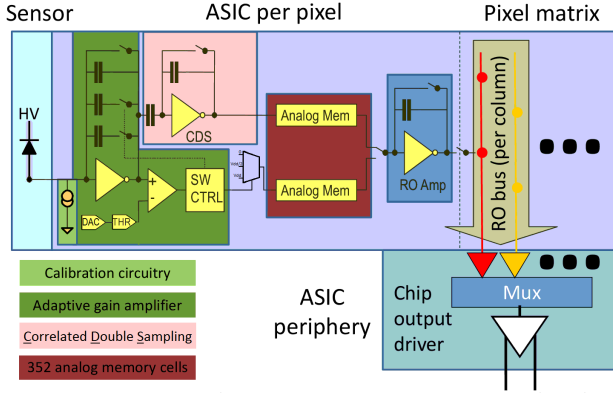 Sensor
ASIC per pixel
Pixel matrix
HV
CDS
Analog Mem
Analog Mem
RO Amp
SW
CTRL
DAC
THR
+
-
RO bus (per column)
Calibration circuitry
Adaptive gain amplifier
Correlated Double Sampling
352 analog memory cells
ASIC
periphery
Chip
output
driver
Mux